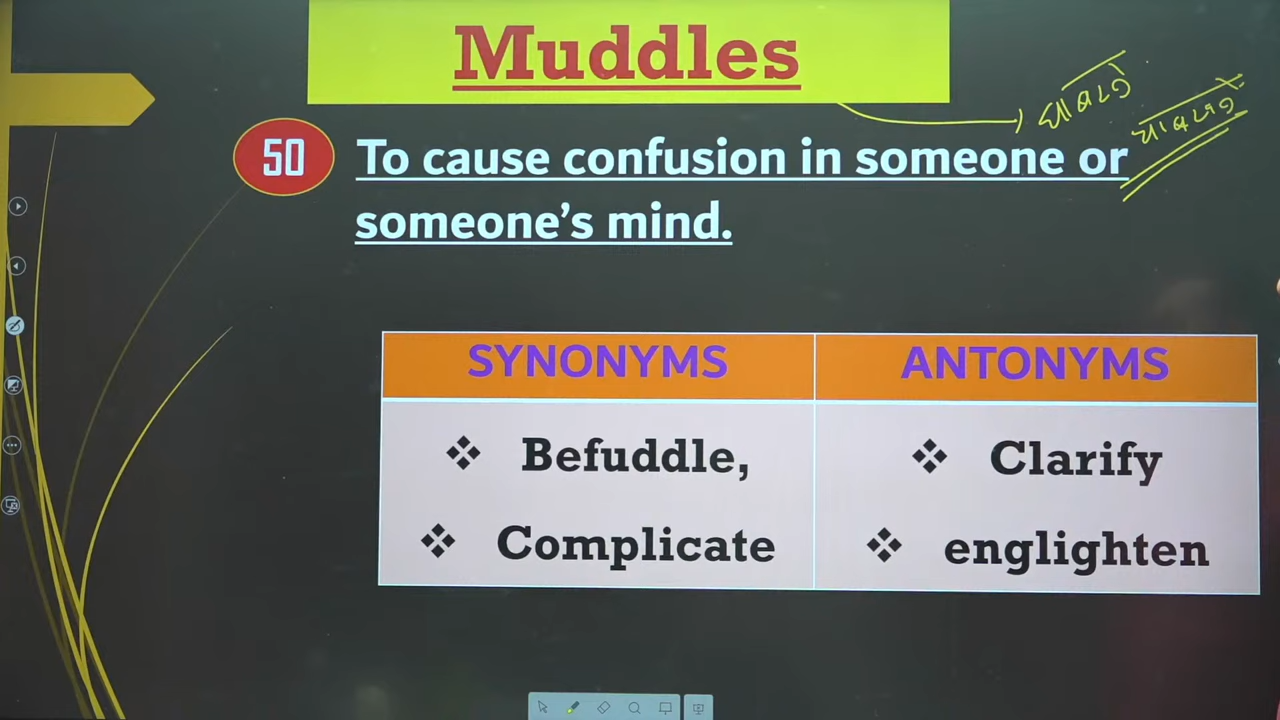 Muddles
50
To cause confusion in someone or
someone's mind.
SYNONYMS
ANTONYMS
Befuddle,
Clarify
Complicate
englighten